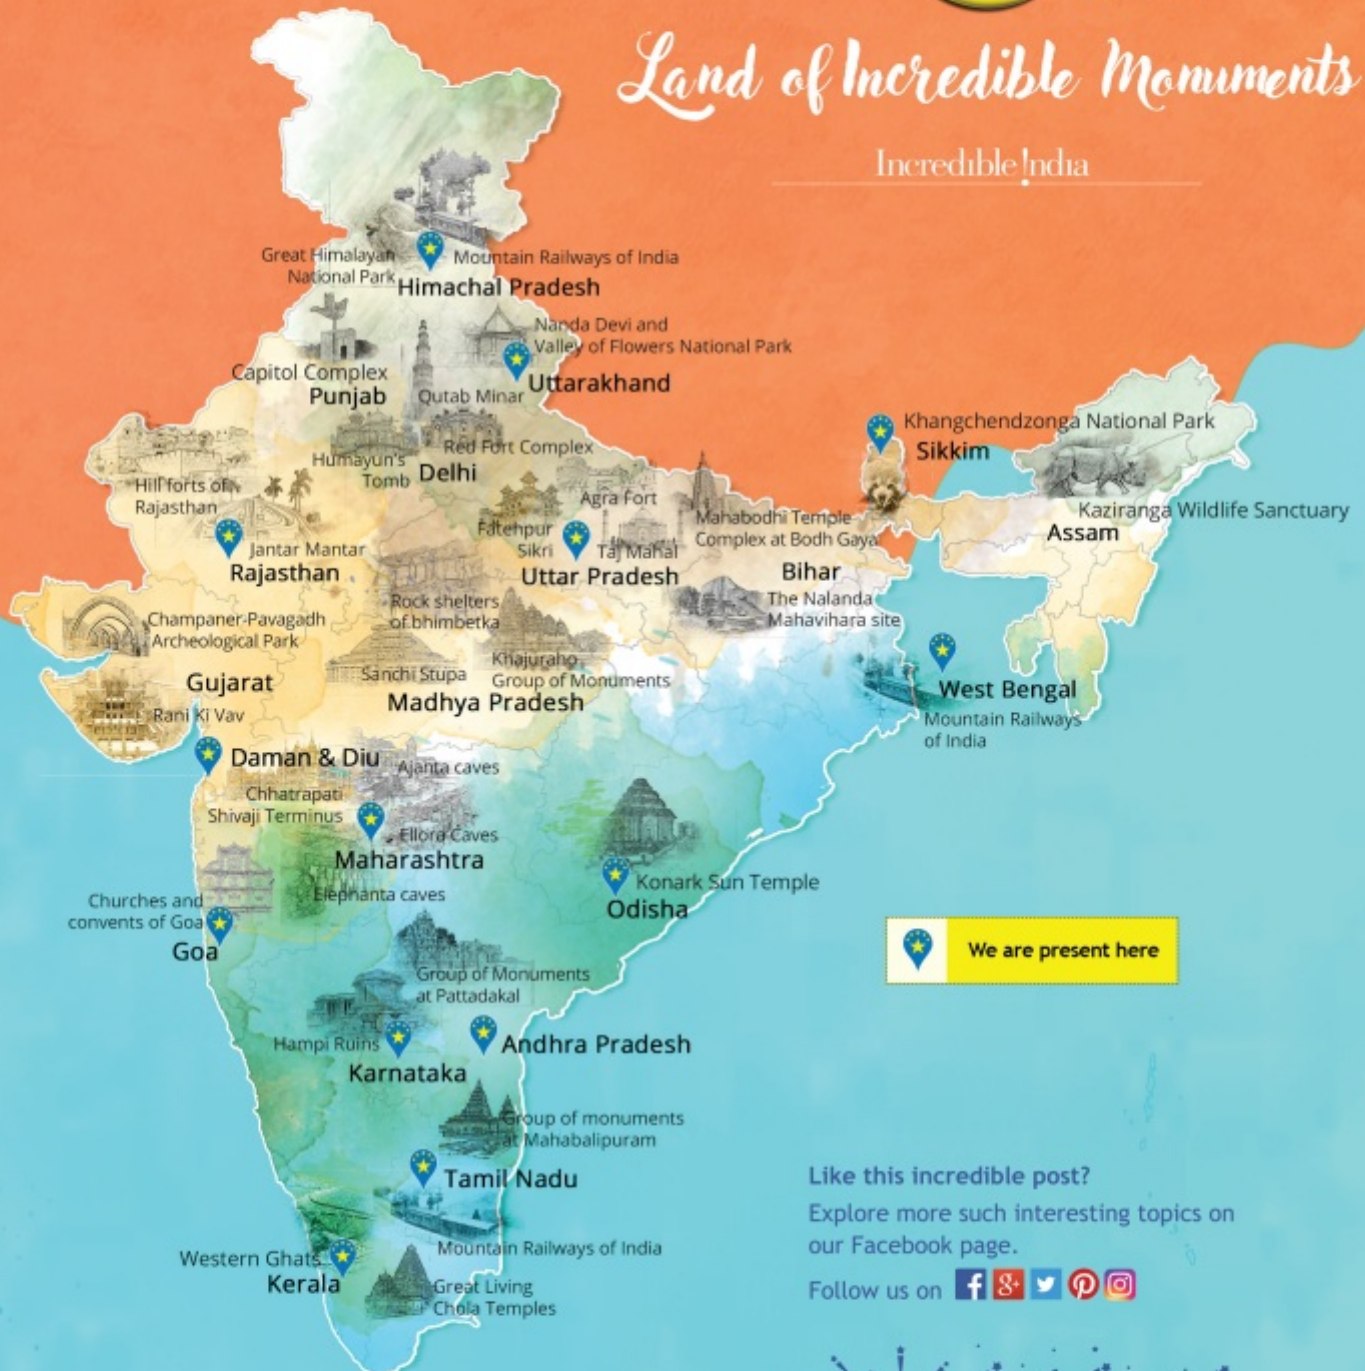 Land of Incredible Monuments
Incredible !ndia
Great Himalayan
National Park
Mountain Railways of India
Himachal Pradesh
Nanda Devi and
Valley of Flowers National Park
Uttarakhand
Capitol Complex
Punjab
Qutab Minar
Red Fort Complex
Humayun's
Tomb
Delhi
Khangchendzonga National Park
Sikkim
Kaziranga Wildlife Sanctuary
Assam
Hill forts of
Rajasthan
Jantar Mantar
Rajasthan
Agra Fort
Fatehpur
Sikri
Taj Mahal
Uttar Pradesh
Mahabodhi Temple
Complex at Bodh Gaya
Bihar
The Nalanda
Mahavihara site
Champaner-Pavagadh
Archeological Park
Gujarat
Rani Ki Vav
Rock shelters
of bhimbetka
Sanchi Stupa
Khajuraho
Group of Monuments
Madhya Pradesh
West Bengal
Mountain Railways
of India
Daman & Diu
Ajanta caves
Chhatrapati
Shivaji Terminus
Ellora Caves
Maharashtra
Elephanta caves
Konark Sun Temple
Odisha
Churches and
convents of Goa
Goa
We are present here
Group of Monuments
at Pattadakal
Hampi Ruins
Karnataka
Andhra Pradesh
Group of monuments
at Mahabalipuram
Tamil Nadu
Mountain Railways of India
Western Ghats
Kerala
Great Living
Chola Temples
Like this incredible post?
Explore more such interesting topics on
our Facebook page.
Follow us on